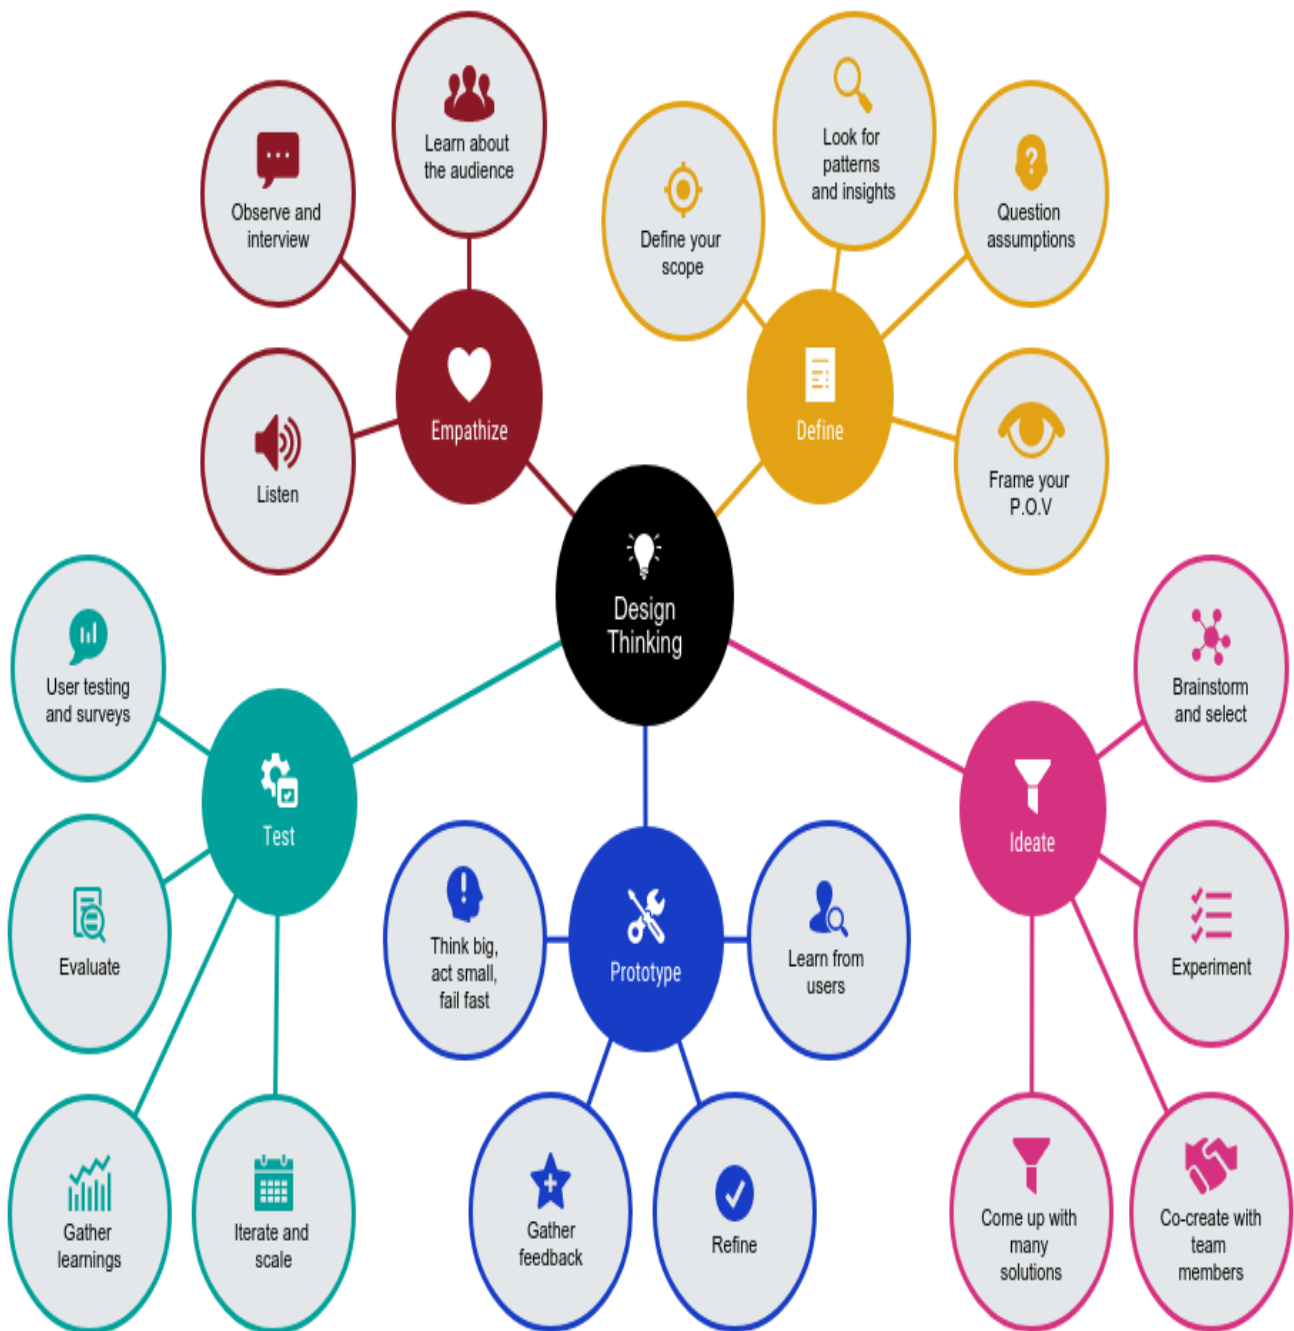 Learn about
the audience
Observe and
interview
Listen
Empathize
Define your
scope
Look for
patterns
and insights
Question
assumptions
Frame your
P.O.V
Define
Design
Thinking
User testing
and surveys
Evaluate
Gather
learnings
Iterate and
scale
Test
Think big,
act small,
fail fast
Prototype
Learn from
users
Gather
feedback
Refine
Ideate
Brainstorm
and select
Experiment
Come up with
many
solutions
Co-create with
team
members